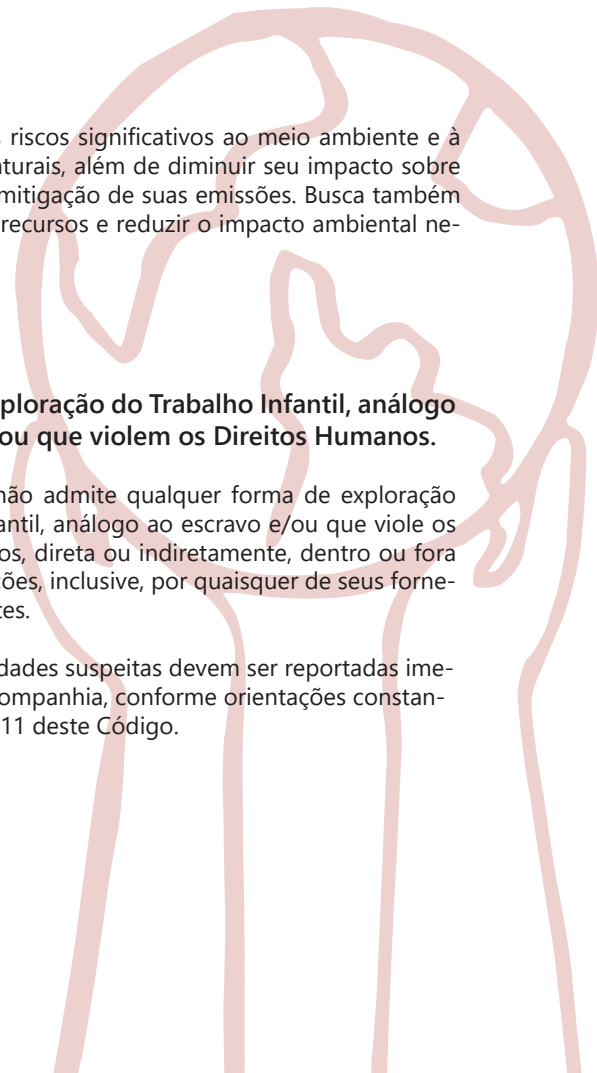 riscos significativos ao meio ambiente e à
aturais, além de diminuir seu impacto sobre
mitigação de suas emissões. Busca também
recursos e reduzir o impacto ambiental ne-
ploração do Trabalho Infantil, análogo
ou que violem os Direitos Humanos.
não admite qualquer forma de exploração
antil, análogo ao escravo e/ou que viole os
os, direta ou indiretamente, dentro ou fora
ções, inclusive, por quaisquer de seus forne-
tes.
dades suspeitas devem ser reportadas ime-
ompanhia, conforme orientações constan-
11 deste Código.